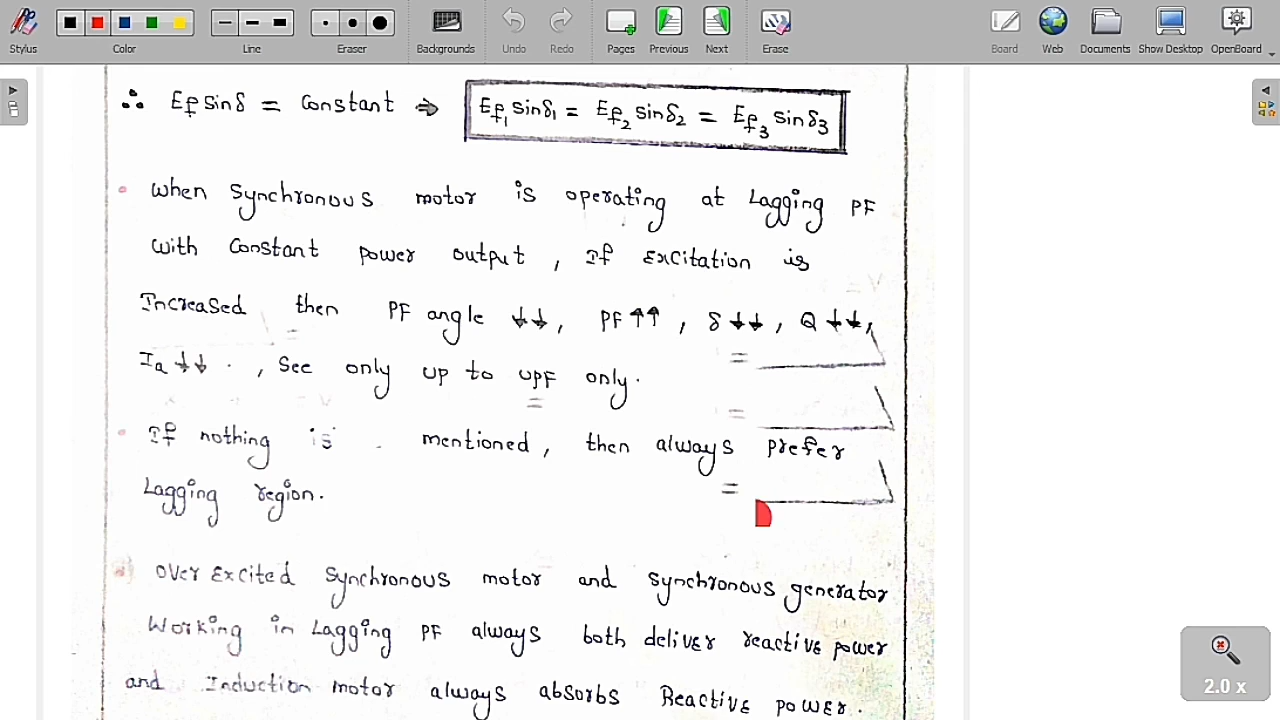 Stylus
Color
Line
Eraser
Backgrounds
Undo
Redo
Pages
Previous
Next
Erase
Board
Web
Documents
Show Desktop
OpenBoard
∴ Ef sinδ = Constant ⇒ Ef₁ sinδ₁ = Ef₂ sinδ₂ = Ef₃ sinδ₃
• when synchronous motor is operating at Lagging PF
with constant power output, If excitation is
Increased then PF angle ↓↓, PF↑↑, δ↓↓, Q↓↓,
Ia↓↓ , see only up to UPF only.
• If nothing is mentioned, then always prefer
Lagging region.
• over excited synchronous motor and synchronous generator
working in Lagging PF always both deliver reactive power
and Induction motor always absorbs Reactive power.
2.0 x